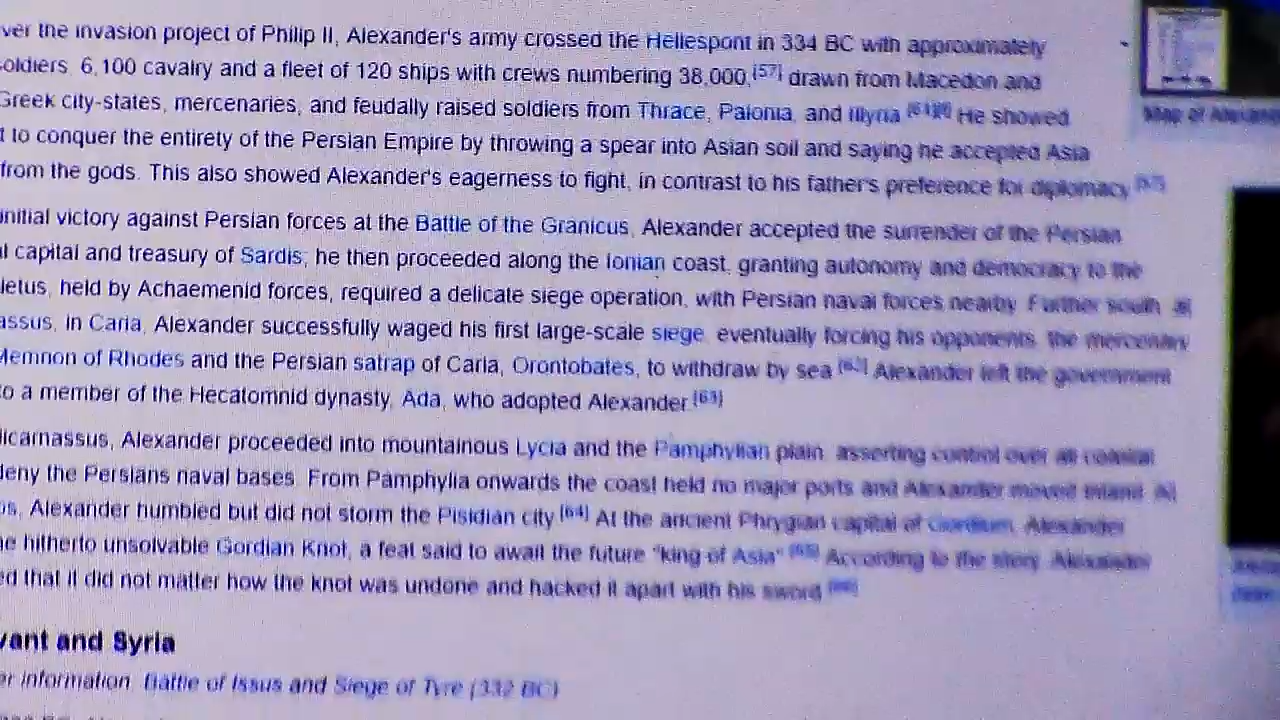 ver the invasion project of Philip II, Alexander's army crossed the Hellespont in 334 BC with approximately
oldiers, 6,100 cavalry and a fleet of 120 ships with crews numbering 38,000,[57] drawn from Macedon and
Greek city-states, mercenaries, and feudally raised soldiers from Thrace, Paionia, and Illyria He showed
t to conquer the entirety of the Persian Empire by throwing a spear into Asian soil and saying he accepted Asia
from the gods. This also showed Alexander's eagerness to fight, in contrast to his father's preference for diplomacy
Map of
initial victory against Persian forces at the Battle of the Granicus, Alexander accepted the surrender of the Persian
l capital and treasury of Sardis; he then proceeded along the Ionian coast, granting autonomy and democracy to the
letus, held by Achaemenid forces, required a delicate siege operation, with Persian naval forces nearby. Further south, at
assus, in Caria, Alexander successfully waged his first large-scale siege, eventually forcing his opponents, the mercenary
Memnon of Rhodes and the Persian satrap of Caria, Orontobates, to withdraw by sea.[62] Alexander left the government
o a member of the Hecatomnid dynasty, Ada, who adopted Alexander.[63]
licarnassus, Alexander proceeded into mountainous Lycia and the Pamphylian plain, asserting control over all coastal
deny the Persians naval bases. From Pamphylia onwards the coast held no major ports and Alexander moved inland. At
os, Alexander humbled but did not storm the Pisidian city.[64] At the ancient Phrygian capital of Gordium, Alexander
he hitherto unsolvable Gordian Knot, a feat said to await the future "king of Asia".[65] According to the story, Alexander
ed that it did not matter how the knot was undone and hacked it apart with his sword.
vant and Syria
er information: Battle of Issus and Siege of Tyre (332 BC)